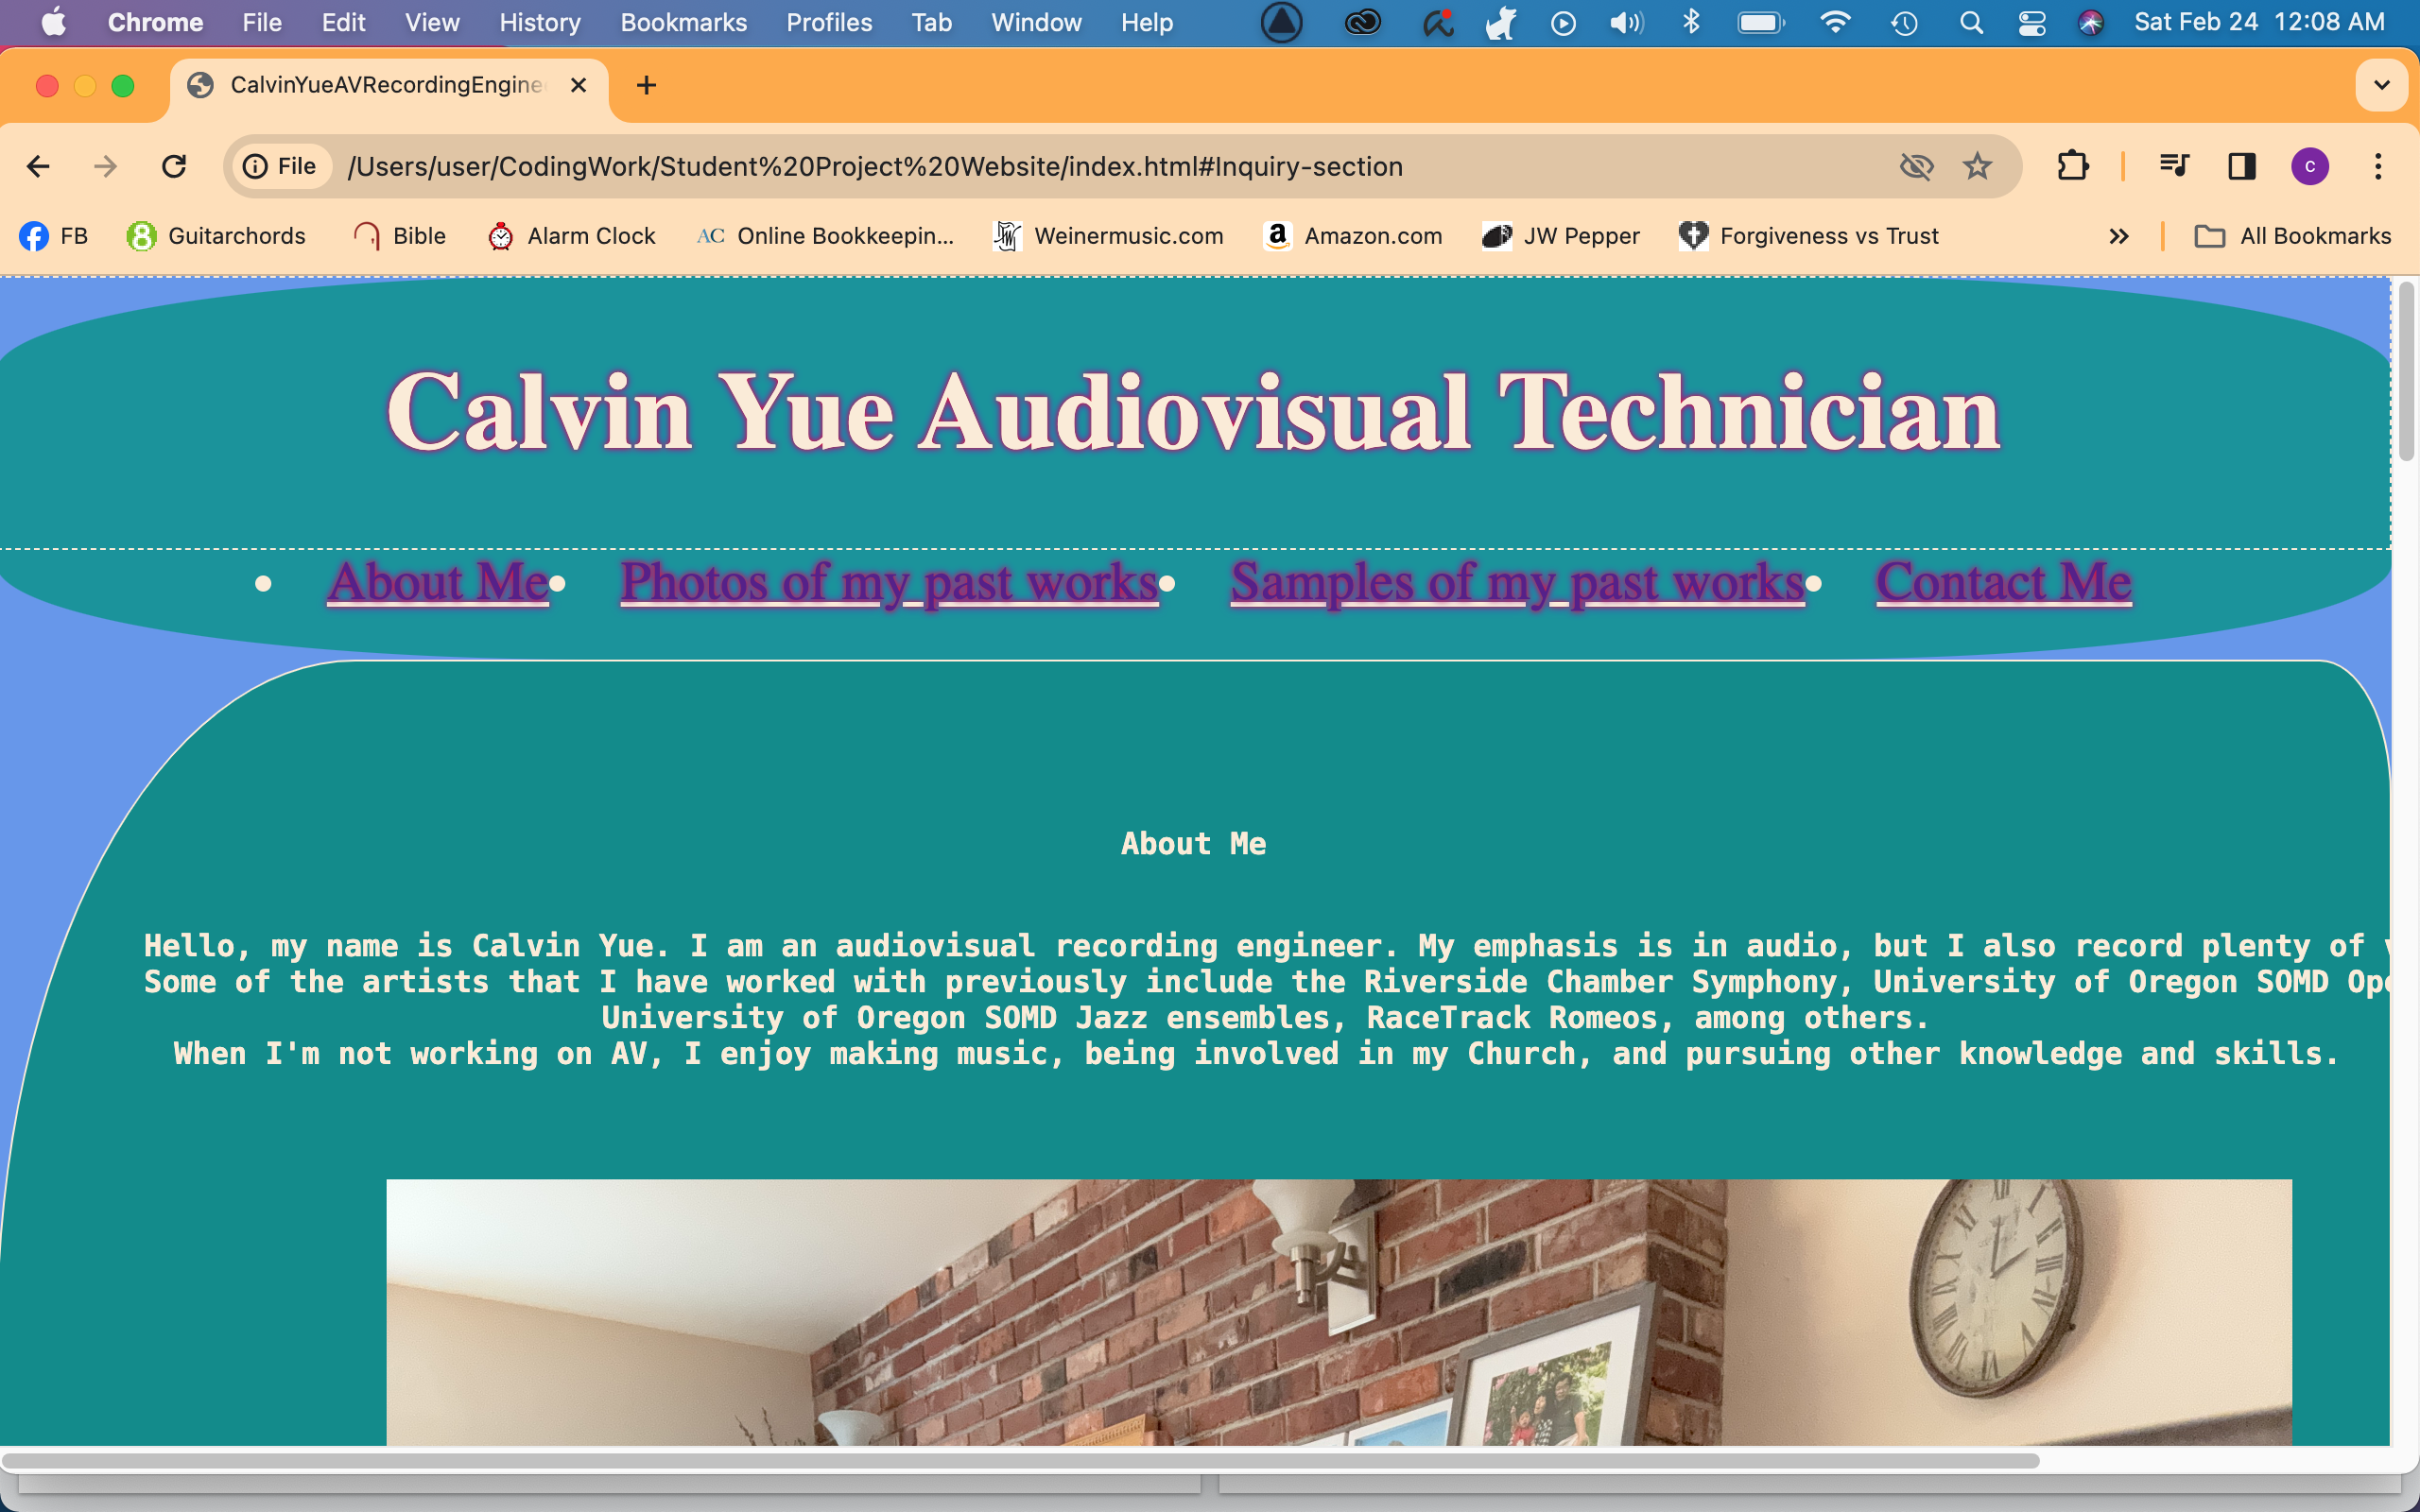 Chrome File Edit View History Bookmarks Profiles Tab Window Help Sat Feb 24 12:08 AM
CalvinYueAVRecordingEngine
File /Users/user/CodingWork/Student%20Project%20Website/index.html#Inquiry-section C
FB Guitarchords Bible Alarm Clock AC Online Bookkeepin... Weinermusic.com Amazon.com JW Pepper Forgiveness vs Trust All Bookmarks
Calvin Yue Audiovisual Technician
About Me Photos of my past works Samples of my past works Contact Me
About Me
Hello, my name is Calvin Yue. I am an audiovisual recording engineer. My emphasis is in audio, but I also record plenty of
Some of the artists that I have worked with previously include the Riverside Chamber Symphony, University of Oregon SOMD Ope
University of Oregon SOMD Jazz ensembles, RaceTrack Romeos, among others.
When I'm not working on AV, I enjoy making music, being involved in my Church, and pursuing other knowledge and skills.